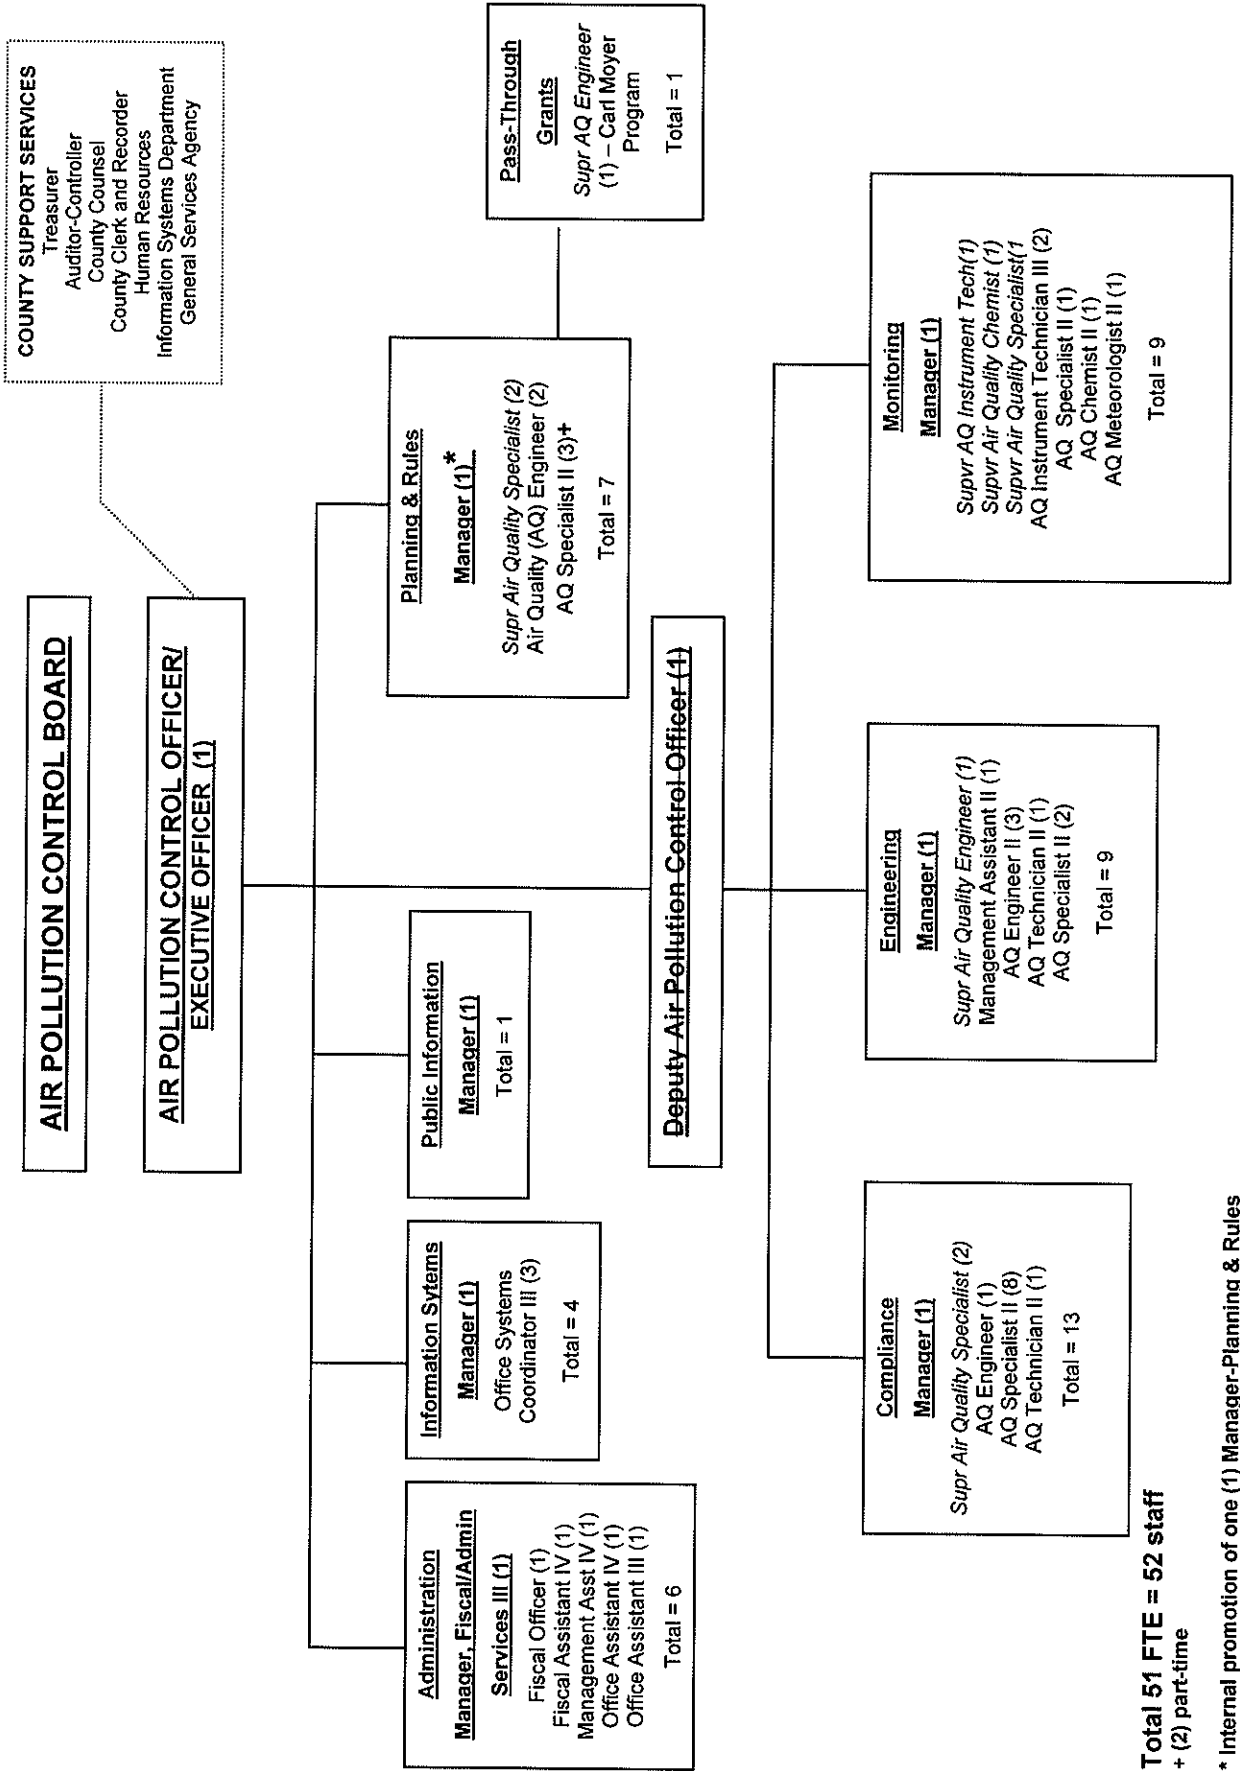 AIR POLLUTION CONTROL BOARD
AIR POLLUTION CONTROL OFFICER/
EXECUTIVE OFFICER (1)
COUNTY SUPPORT SERVICES
Treasurer
Auditor-Controller
County Counsel
County Clerk and Recorder
Human Resources
Information Systems Department
General Services Agency
Administration
Manager, Fiscal/Admin
Services III (1)
Fiscal Officer (1)
Fiscal Assistant IV (1)
Management Asst IV (1)
Office Assistant IV (1)
Office Assistant III (1)
Total = 6
Information Sytems
Manager (1)
Office Systems
Coordinator III (3)
Total = 4
Public Information
Manager (1)
Total = 1
Planning & Rules
Manager (1)*
Supr Air Quality Specialist (2)
Air Quality (AQ) Engineer (2)
AQ Specialist II (3)+
Total = 7
Pass-Through
Grants
Supr AQ Engineer
(1) – Carl Moyer
Program
Total = 1
Deputy Air Pollution Control Officer (1)
Compliance
Manager (1)
Supr Air Quality Specialist (2)
AQ Engineer (1)
AQ Specialist II (8)
AQ Technician II (1)
Total = 13
Engineering
Manager (1)
Supr Air Quality Engineer (1)
Management Assistant II (1)
AQ Engineer II (3)
AQ Technician II (1)
AQ Specialist II (2)
Total = 9
Monitoring
Manager (1)
Supvr AQ Instrument Tech(1)
Supvr Air Quality Chemist (1)
Supvr Air Quality Specialist(1
AQ Instrument Technician III (2)
AQ Specialist II (1)
AQ Chemist II (1)
AQ Meteorologist II (1)
Total = 9
Total 51 FTE = 52 staff
+ (2) part-time
* Internal promotion of one (1) Manager-Planning & Rules